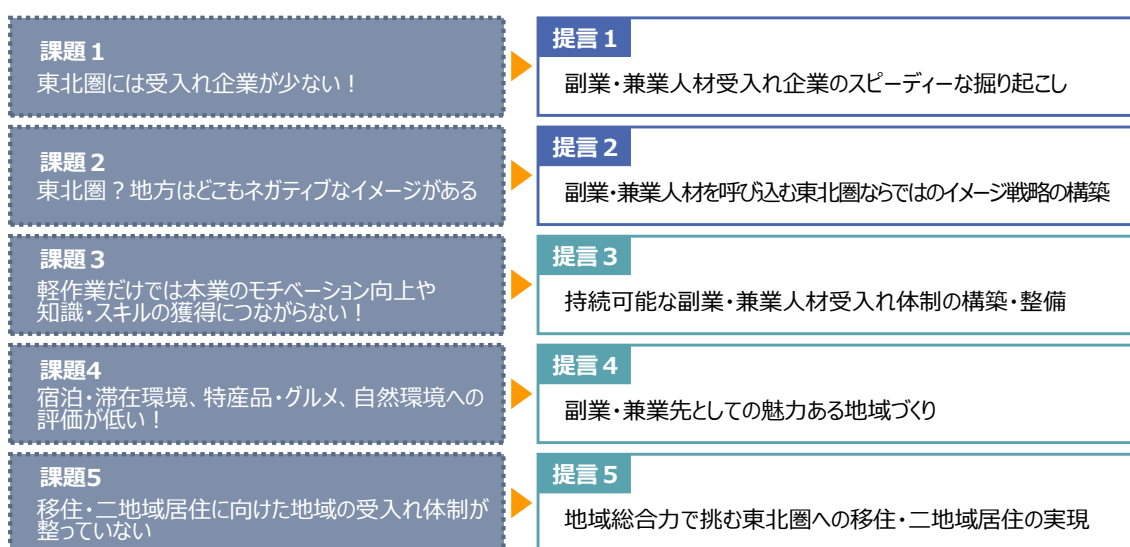 課題1
東北圏には受入れ企業が少ない！
提言1
副業・兼業人材受入れ企業のスピーディーな掘り起こし
課題2
東北圏？地方はどこもネガティブなイメージがある
提言2
副業・兼業人材を呼び込む東北圏ならではのイメージ戦略の構築
課題3
軽作業だけでは本業のモチベーション向上や
知識・スキルの獲得につながらない！
提言3
持続可能な副業・兼業人材受入れ体制の構築・整備
課題4
宿泊・滞在環境、特産品・グルメ、自然環境への
評価が低い！
提言4
副業・兼業先としての魅力ある地域づくり
課題5
移住・二地域居住に向けた地域の受入れ体制が
整っていない
提言5
地域総合力で挑む東北圏への移住・二地域居住の実現